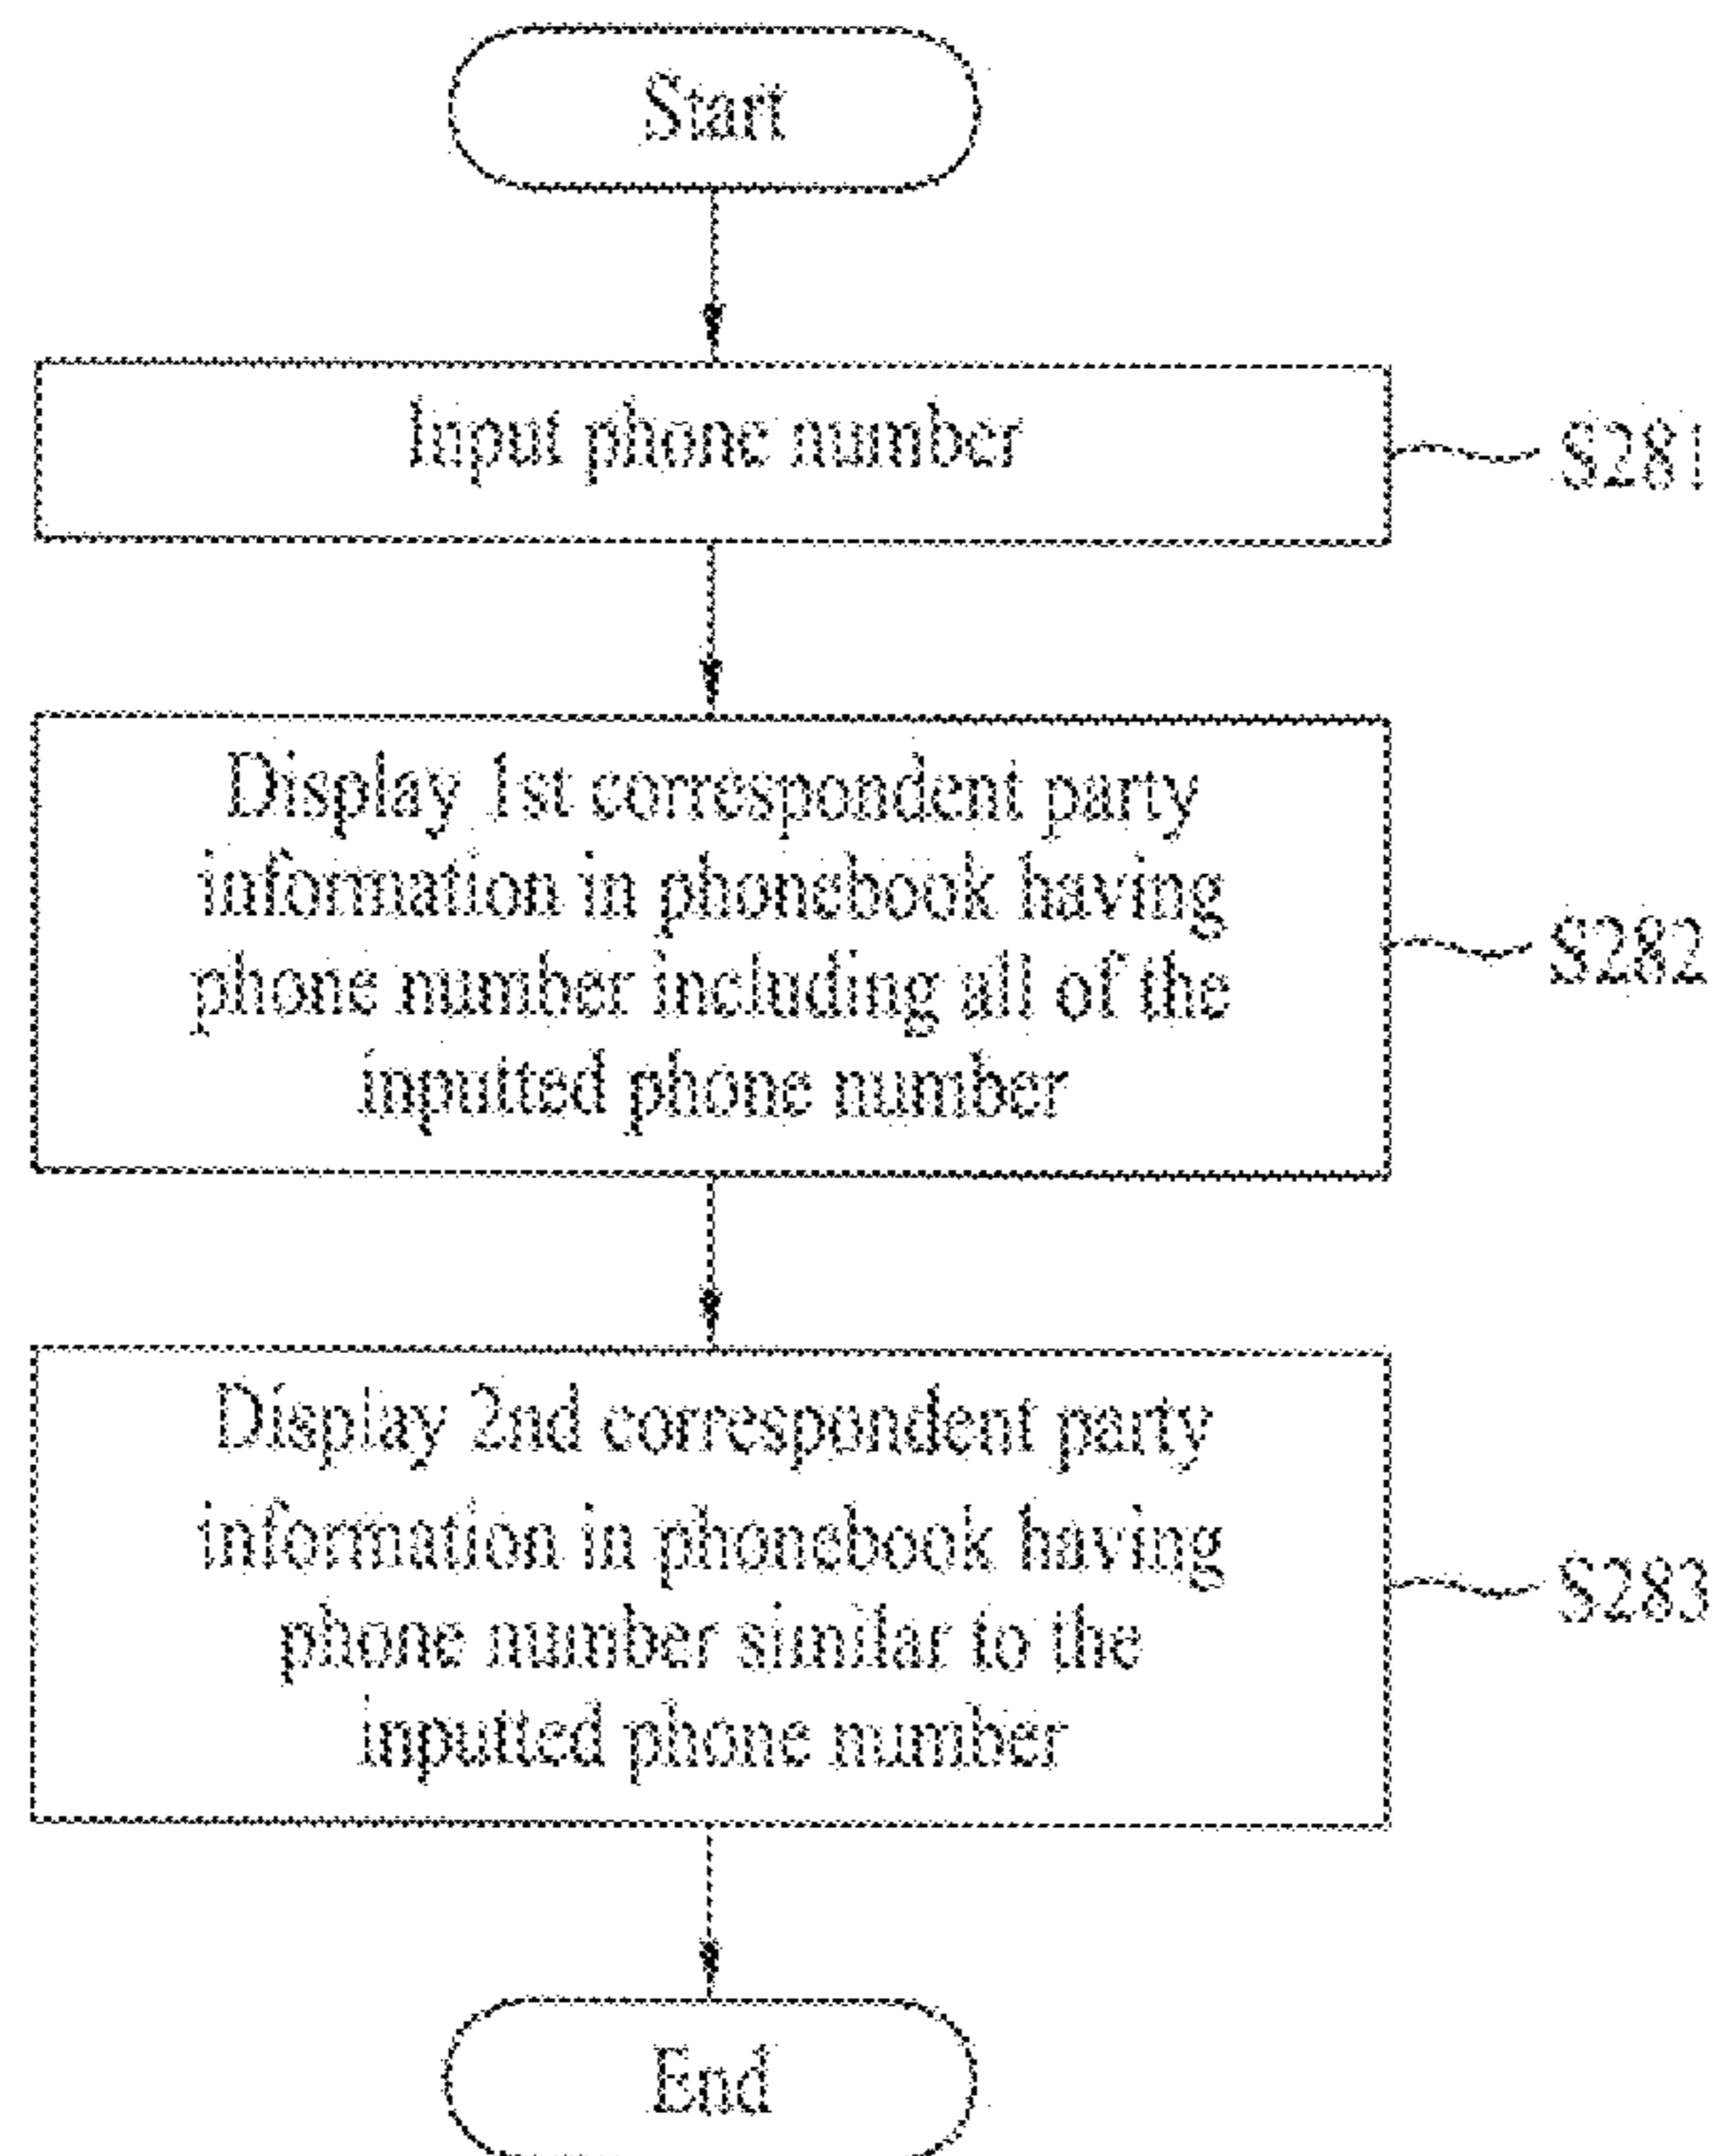 Start
Input phone number
S281
Display 1st correspondent party
information in phonebook having
phone number including all of the
inputted phone number
S282
Display 2nd correspondent party
information in phonebook having
phone number similar to the
inputted phone number
S283
End